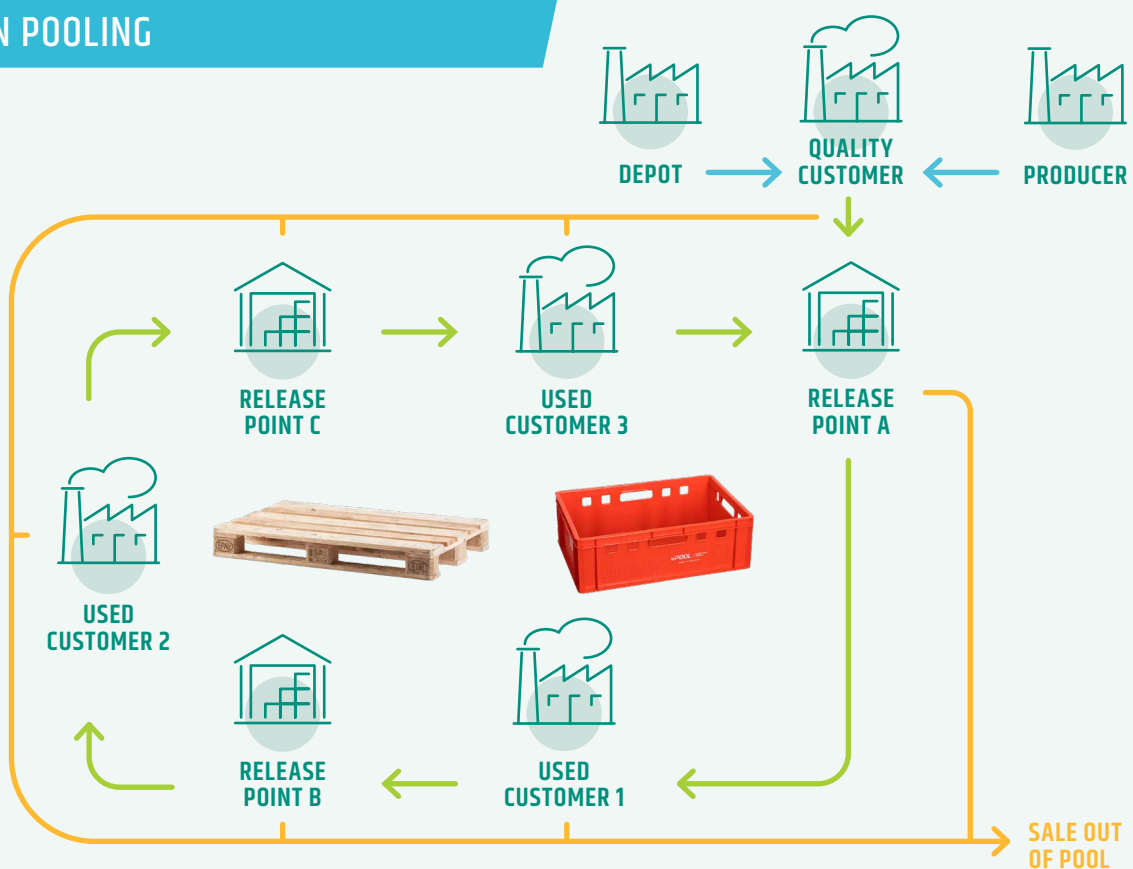 N POOLING
DEPOT
QUALITY
CUSTOMER
PRODUCER
RELEASE
POINT C
USED
CUSTOMER 3
RELEASE
POINT A
USED
CUSTOMER 2
POOL
RELEASE
POINT B
USED
CUSTOMER 1
SALE OUT
OF POOL